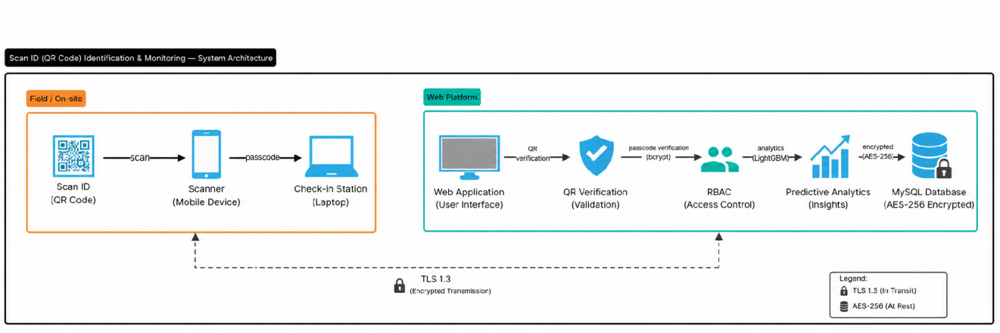 Scan ID (QR Code) Identification & Monitoring — System Architecture
Field / On-site
scan
passcode
Scan ID
(QR Code)
Scanner
(Mobile Device)
Check-in Station
(Laptop)
Web Platform
QR
verification
passcode verification
(bcrypt)
analytics
(LightGBM)
encrypted
(AES-256)
Web Application
(User Interface)
QR Verification
(Validation)
RBAC
(Access Control)
Predictive Analytics
(Insights)
MySQL Database
(AES-256 Encrypted)
TLS 1.3
(Encrypted Transmission)
Legend:
TLS 1.3 (In Transit)
AES-256 (At Rest)